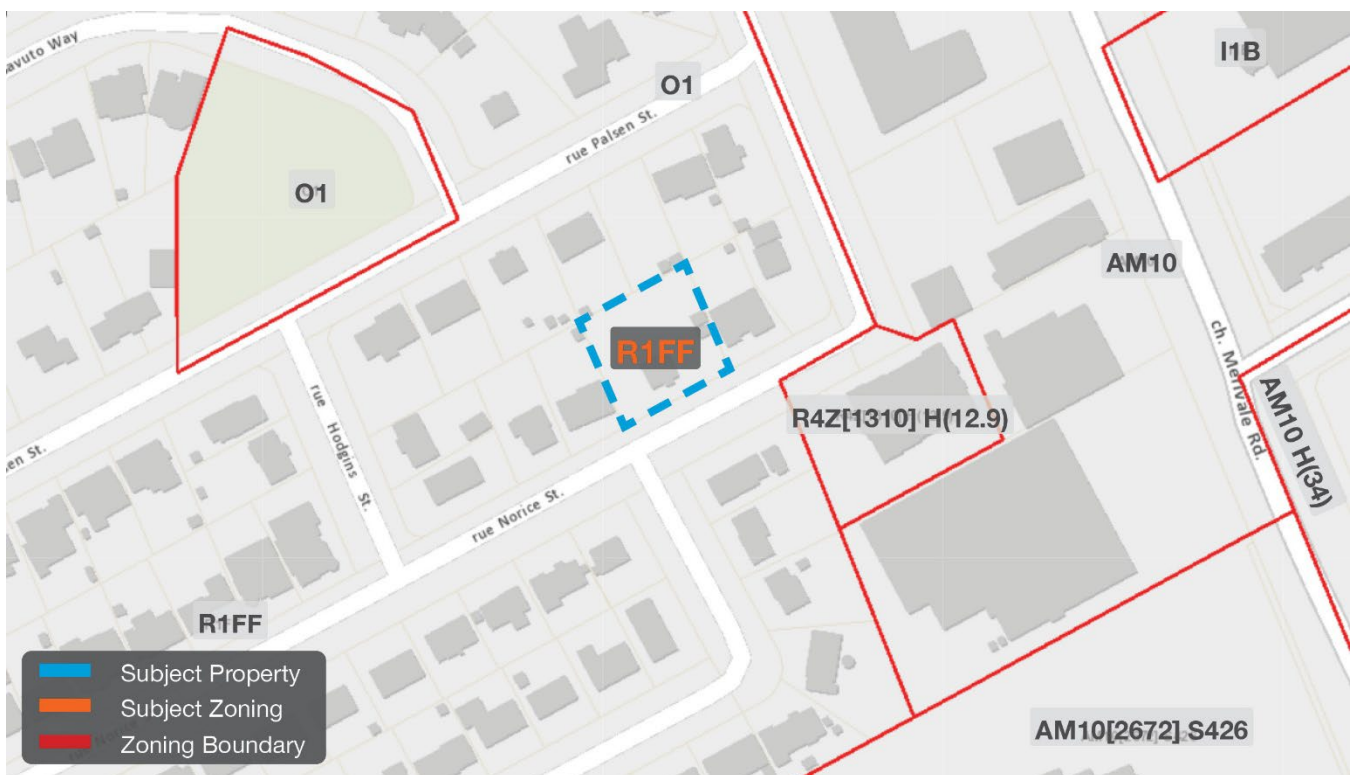 avuto Way
O1
I1B
rue Palsen St.
O1
AM10
R1FF
ch. Merivale Rd.
R4Z[1310] H(12.9)
AM10 H(34)
rue Hodgins St.
sen St.
rue Norice St.
R1FF
AM10[2672] S426
Subject Property
Subject Zoning
Zoning Boundary